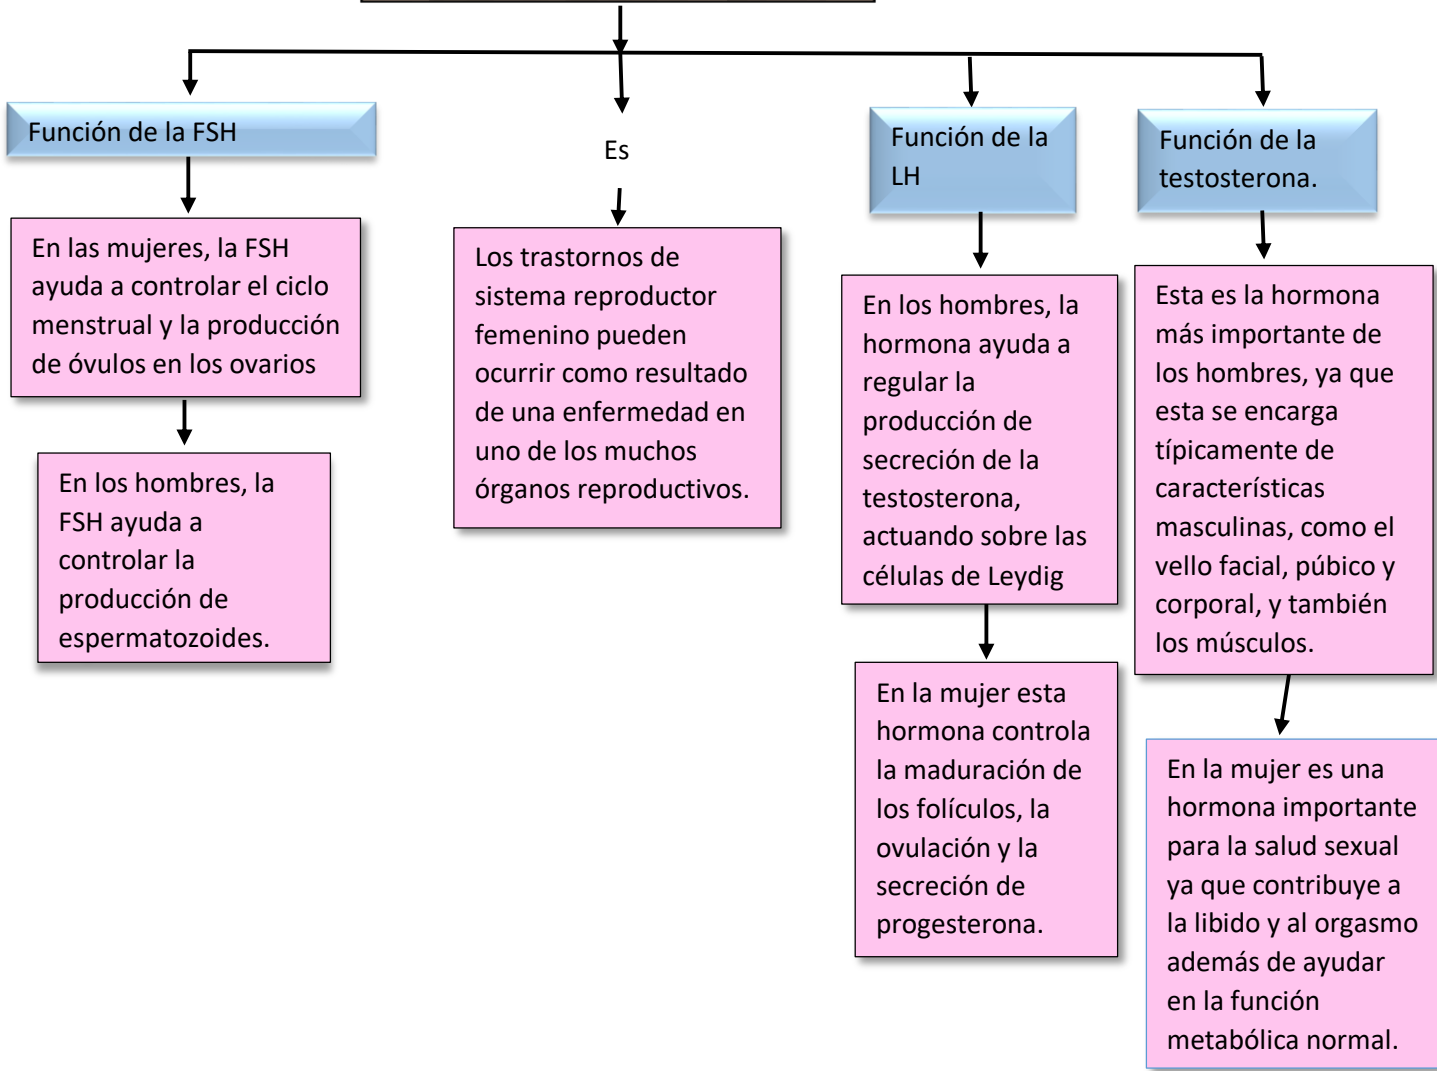 Función de la FSH
En las mujeres, la FSH
ayuda a controlar el ciclo
menstrual y la producción
de óvulos en los ovarios
En los hombres, la
FSH ayuda a
controlar la
producción de
espermatozoides.
Es
Los trastornos de
sistema reproductor
femenino pueden
ocurrir como resultado
de una enfermedad en
uno de los muchos
órganos reproductivos.
Función de la
LH
En los hombres, la
hormona ayuda a
regular la
producción de
secreción de la
testosterona,
actuando sobre las
células de Leydig
En la mujer esta
hormona controla
la maduración de
los folículos, la
ovulación y la
secreción de
progesterona.
Función de la
testosterona.
Esta es la hormona
más importante de
los hombres, ya que
esta se encarga
típicamente de
características
masculinas, como el
vello facial, púbico y
corporal, y también
los músculos.
En la mujer es una
hormona importante
para la salud sexual
ya que contribuye a
la libido y al orgasmo
además de ayudar
en la función
metabólica normal.